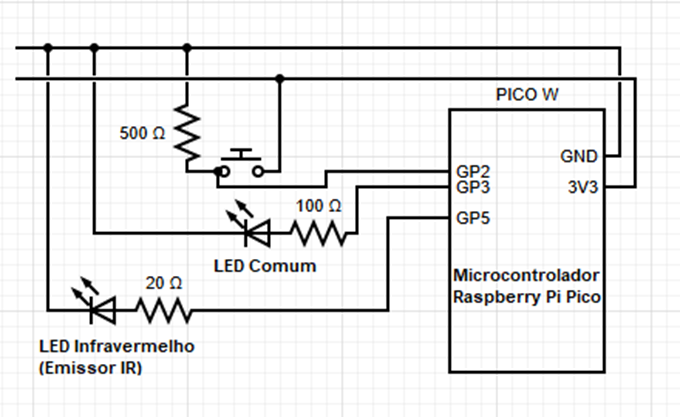 PICO W
500 Ω
GND
GP2
3V3
GP3
100 Ω
GP5
LED Comum
Microcontrolador
Raspberry Pi Pico
20 Ω
LED Infravermelho
(Emissor IR)